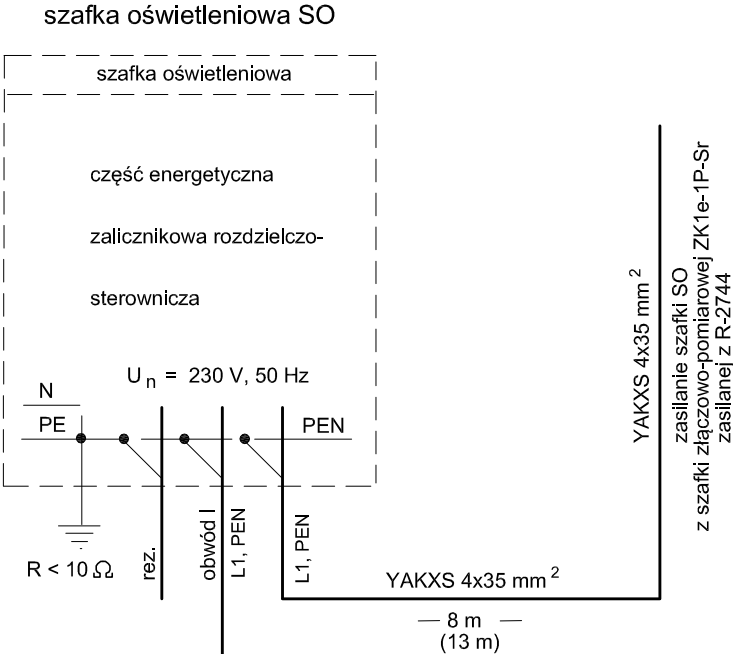 szafka oświetleniowa SO
szafka oświetleniowa
część energetyczna
zalicznikowa rozdzielczo-
sterownicza
U n = 230 V, 50 Hz
N
PE
PEN
R < 10 Ω
rez.
obwód I
L1, PEN
L1, PEN
YAKXS 4x35 mm 2
8 m
(13 m)
YAKXS 4x35 mm 2
zasilanie szafki SO
z szafki złączowo-pomiarowej ZK1e-1P-Sr
zasilanej z R-2744